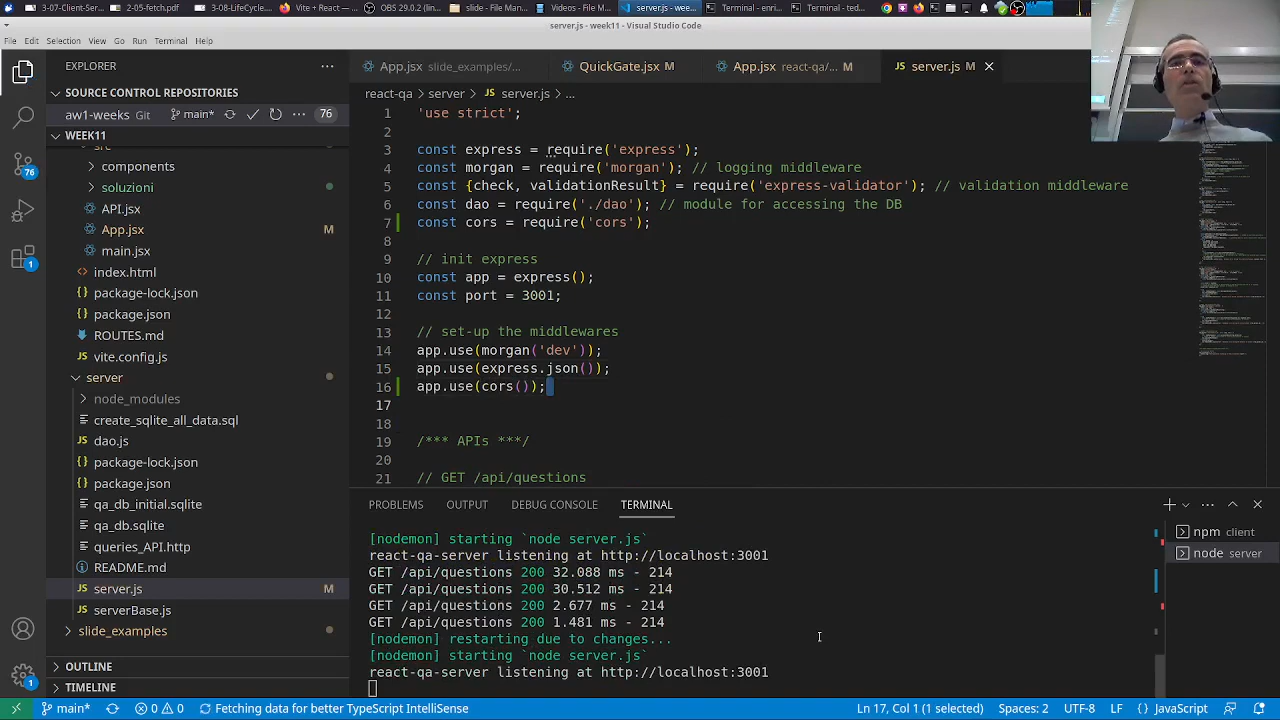 3-07-Client-Serv
2-05-fetch.pdf
3-08-LifeCycle.
Vite + React —
OBS 29.0.2 (linu
server.js - week
Terminal - enri
Terminal - ted:
server.js - week11 - Visual Studio Code
File Edit Selection View Go Run Terminal Help
EXPLORER
App.jsx slide_examples/...
QuickGate.jsx M
App.jsx react-qa/... M
JS server.js M
SOURCE CONTROL REPOSITORIES
aw1-weeks Git main* 76
react-qa > server > JS server.js > ...
WEEK11
src
components
soluzioni
API.jsx
App.jsx M
main.jsx
index.html
package-lock.json
package.json
ROUTES.md
vite.config.js
server
node_modules
create_sqlite_all_data.sql
dao.js
package-lock.json
package.json
qa_db_initial.sqlite
qa_db.sqlite
queries_API.http
README.md
server.js M
serverBase.js
slide_examples
OUTLINE
TIMELINE
76
1
1
1 'use strict';
2
3 const express = require('express');
4 const morgan = require('morgan'); // logging middleware
5 const {check, validationResult} = require('express-validator'); // validation middleware
6 const dao = require('./dao'); // module for accessing the DB
7 const cors = require('cors');
8
9 // init express
10 const app = express();
11 const port = 3001;
12
13 // set-up the middlewares
14 app.use(morgan('dev'));
15 app.use(express.json());
16 app.use(cors());
17
18
19 /*** APIs ***/
20
21 // GET /api/questions
PROBLEMS OUTPUT DEBUG CONSOLE TERMINAL
[nodemon] starting `node server.js`
react-qa-server listening at http://localhost:3001
GET /api/questions 200 32.088 ms - 214
GET /api/questions 200 30.512 ms - 214
GET /api/questions 200 2.677 ms - 214
GET /api/questions 200 1.481 ms - 214
[nodemon] restarting due to changes...
[nodemon] starting `node server.js`
react-qa-server listening at http://localhost:3001
npm client
node server
main* 0 0 Fetching data for better TypeScript IntelliSense
Ln 17, Col 1 (1 selected) Spaces: 2 UTF-8 LF { } JavaScript